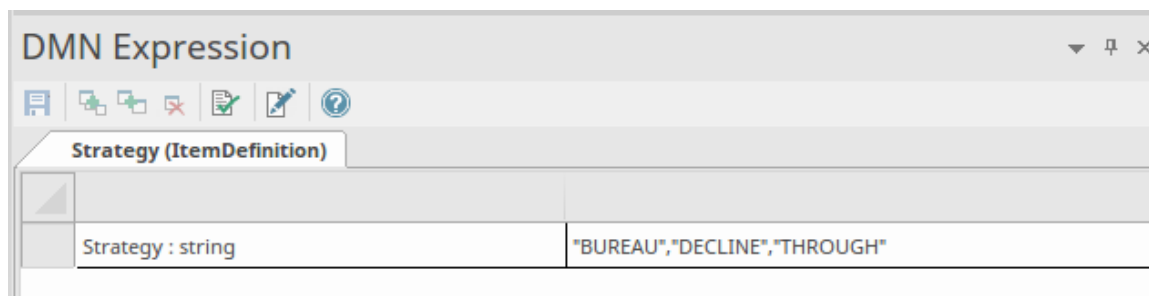 DMN Expression
Strategy (ItemDefinition)
Strategy : string "BUREAU","DECLINE","THROUGH"